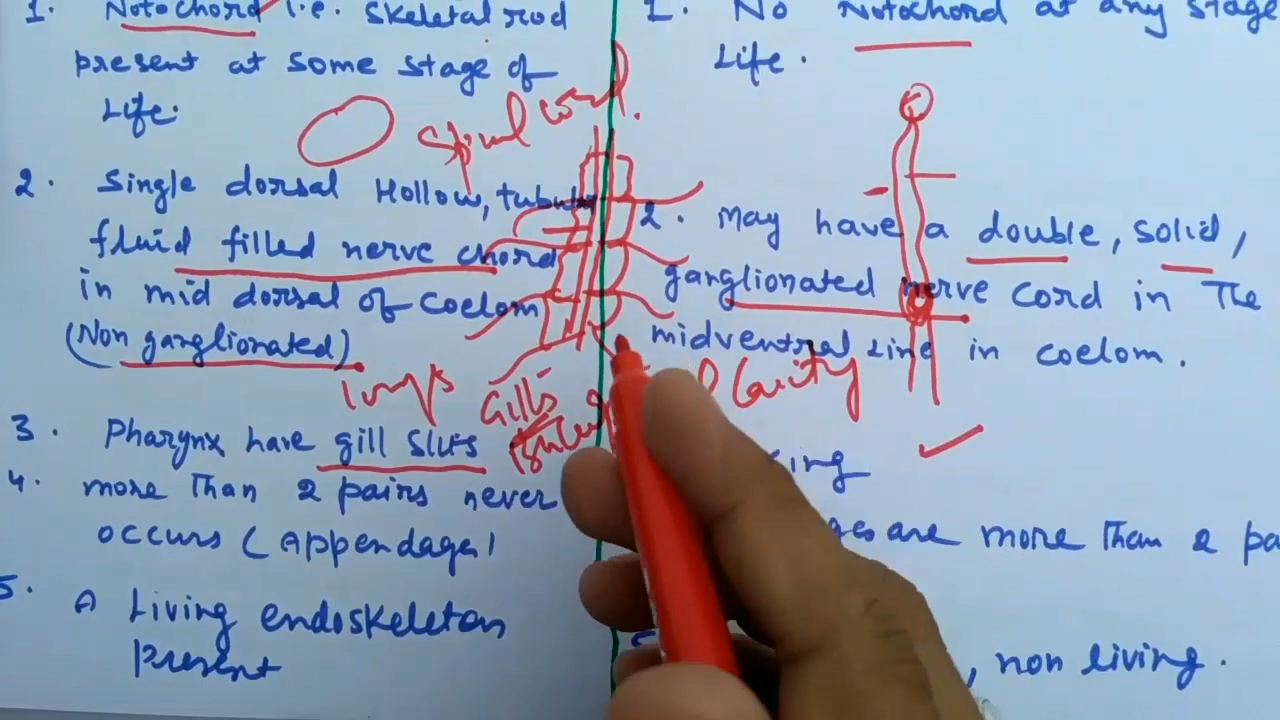 1. Notochord i.e. skeletal rod
present at some stage of
Life.
Spinal cord.
2. Single dorsal Hollow, tubular
fluid filled nerve chord
in mid dorsal of coelom
(Non ganglionated)
lungs
Gills
3. Pharynx have gill slits
4. more Than 2 pairs never
occurs (Appendage)
5. A Living endoskeleton
present
1. No Notochord at any stage
Life.
2. May have a double, solid,
ganglionated nerve cord in The
midventral Line in coelom.
Cavity
are more Than 2 pa
, non living.